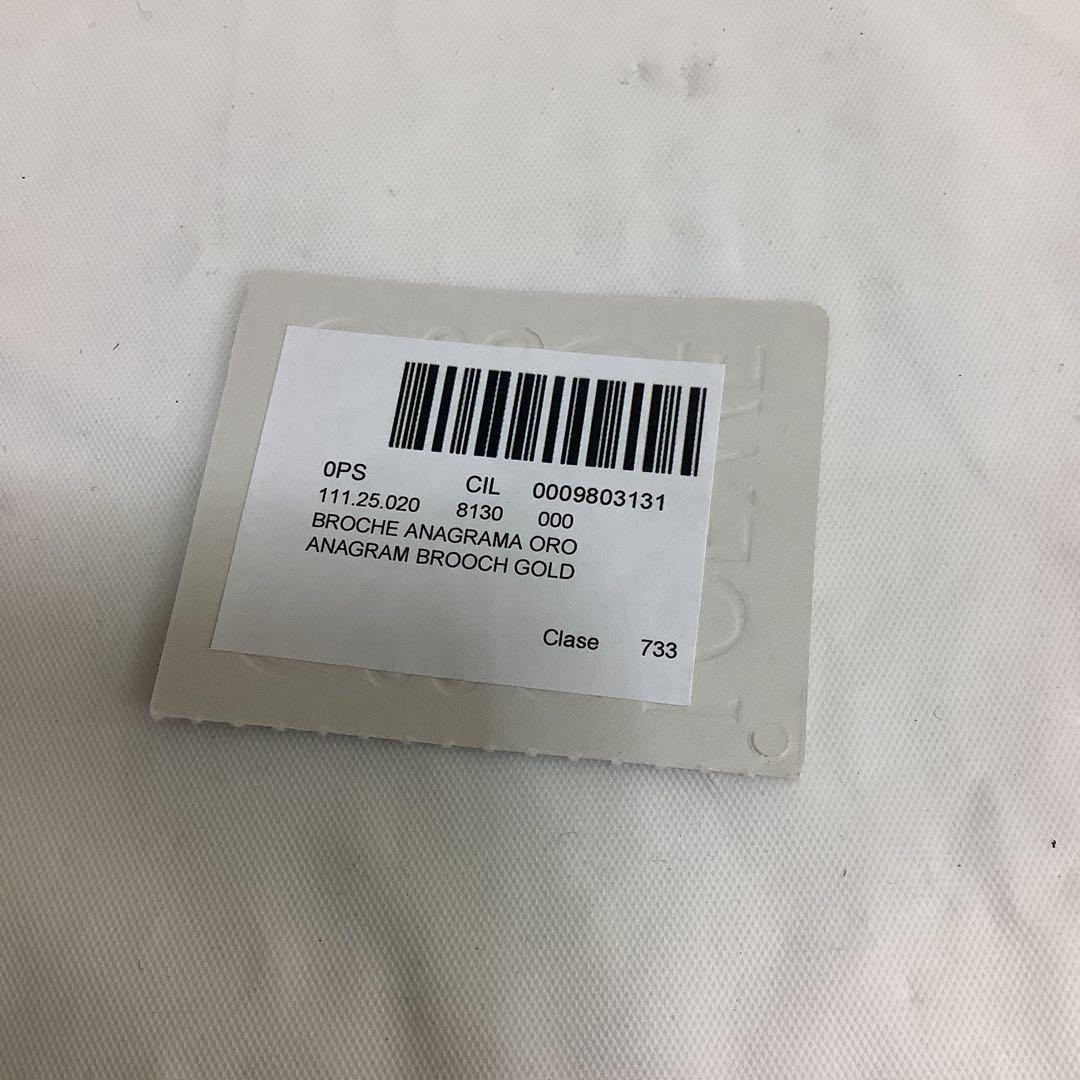 0PS CIL 0009803131
111.25.020 8130 000
BROCHE ANAGRAMA ORO
ANAGRAM BROOCH GOLD
Clase 733